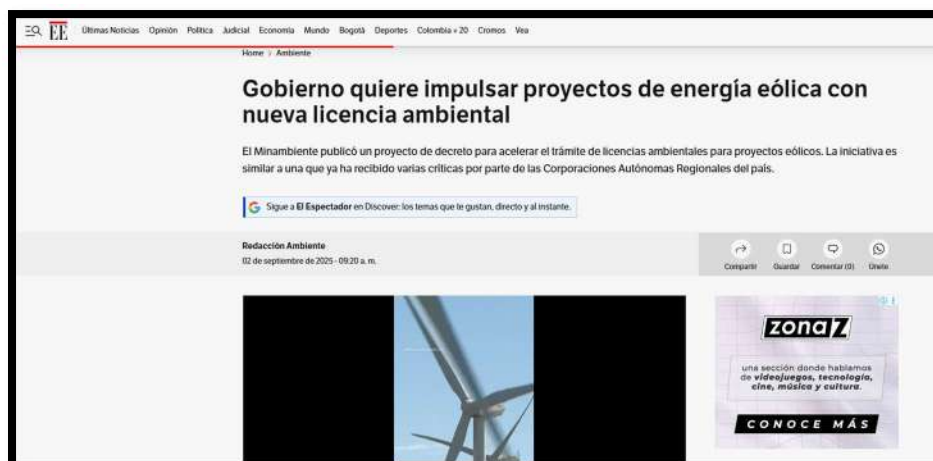 EE
Últimas Noticias Opinión Política Judicial Economía Mundo Bogotá Deportes Colombia + 20 Cromos Vea
Home > Ambiente
Gobierno quiere impulsar proyectos de energía eólica con
nueva licencia ambiental
El Minambiente publicó un proyecto de decreto para acelerar el trámite de licencias ambientales para proyectos eólicos. La iniciativa es
similar a una que ya ha recibido varias críticas por parte de las Corporaciones Autónomas Regionales del país.
Sigue a El Espectador en Discover: los temas que te gustan, directo y al instante.
Redacción Ambiente
02 de septiembre de 2025 - 09:20 a. m.
Compartir Guardar Comentar (0) Únete
zona Z
una sección donde hablamos
de videojuegos, tecnología,
cine, música y cultura.
CONOCE MÁS